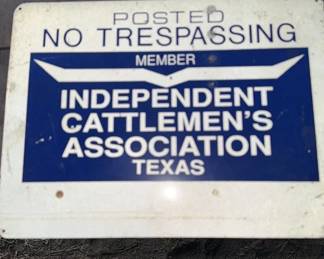 POSTED
NO TRESPASSING
MEMBER
INDEPENDENT
CATTLEMEN'S
ASSOCIATION
TEXAS